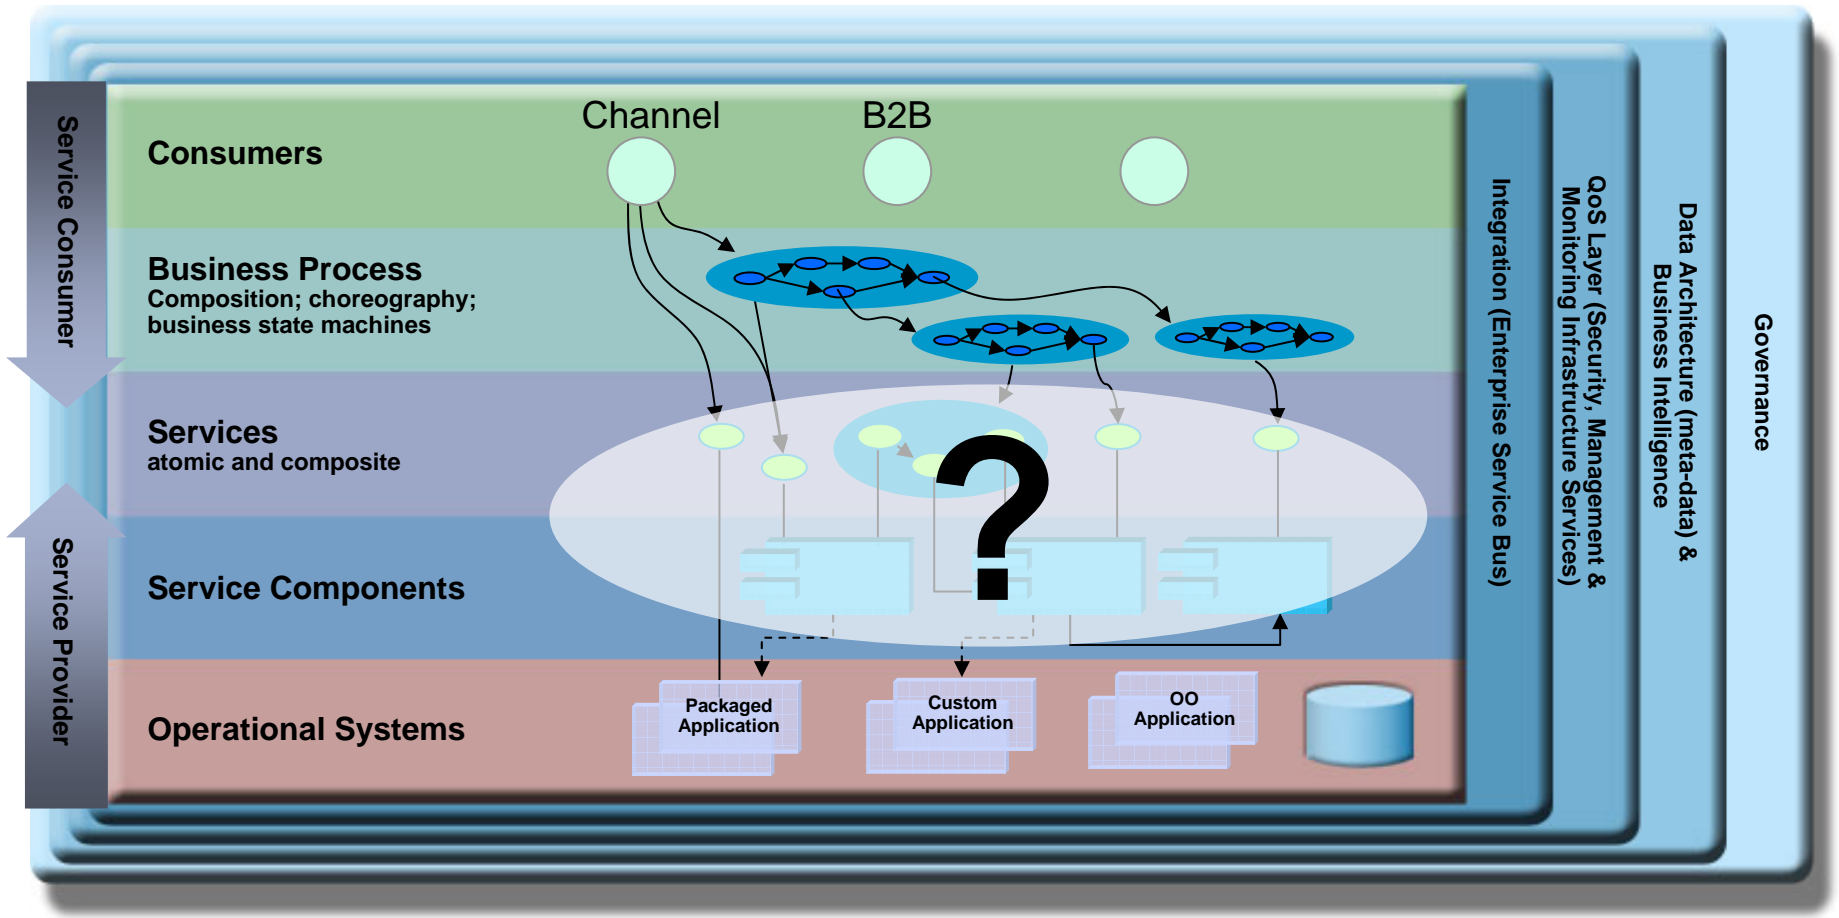 Channel
B2B
Consumers
Business Process
Composition; choreography;
business state machines
Services
atomic and composite
?
Service Components
Operational Systems
Packaged
Application
Custom
Application
OO
Application
Service Consumer
Service Provider
Integration (Enterprise Service Bus)
QoS Layer (Security, Management &
Monitoring Infrastructure Services)
Data Architecture (meta-data) &
Business Intelligence
Governance